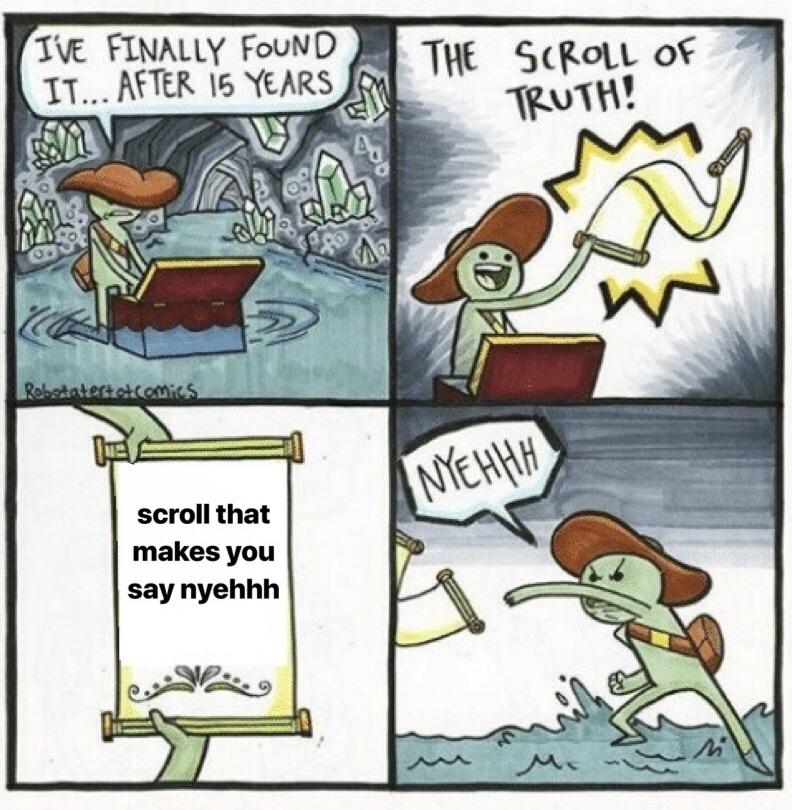 I'VE FINALLY FOUND
IT... AFTER 15 YEARS
THE SCROLL OF
TRUTH!
Robotatertotcomics
scroll that
makes you
say nyehhh
NYEHHH